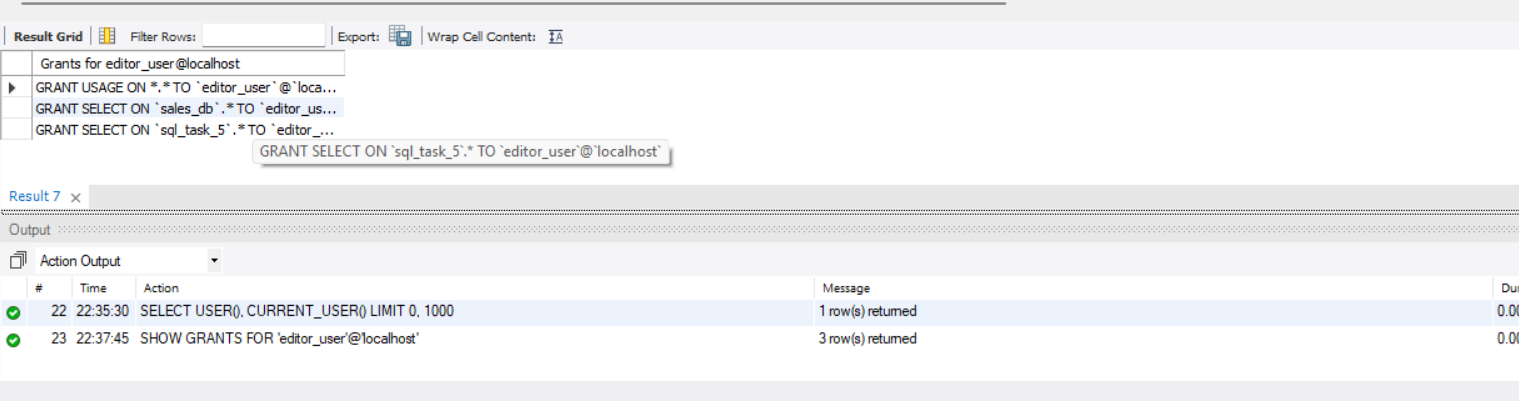 Result Grid Filter Rows: Export: Wrap Cell Content: IA
Grants for editor_user@localhost
GRANT USAGE ON *.* TO `editor_user`@`loca...
GRANT SELECT ON `sales_db`.* TO `editor_us...
GRANT SELECT ON `sql_task_5`.* TO `editor_...
GRANT SELECT ON `sql_task_5`.* TO `editor_user`@`localhost`
Result 7
Output
Action Output
# Time Action Message Du
22 22:35:30 SELECT USER(), CURRENT_USER() LIMIT 0, 1000 1 row(s) returned 0.00
23 22:37:45 SHOW GRANTS FOR 'editor_user'@'localhost' 3 row(s) returned 0.00